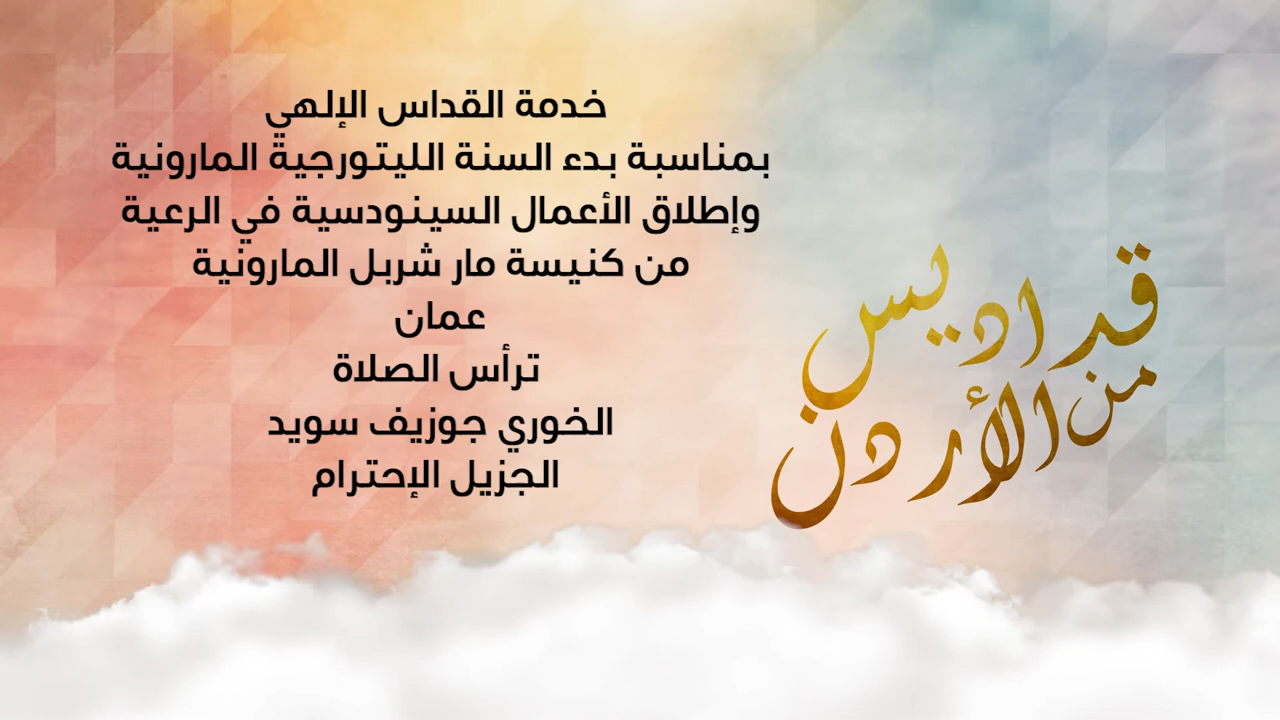 خدمة القداس الإلهي
بمناسبة بدء السنة الليتورجية المارونية
وإطلاق الأعمال السينودسية في الرعية
من كنيسة مار شربل المارونية
عمان
ترأس الصلاة
الخوري جوزيف سويد
الجزيل الإحترام
قداديس
من الأردن